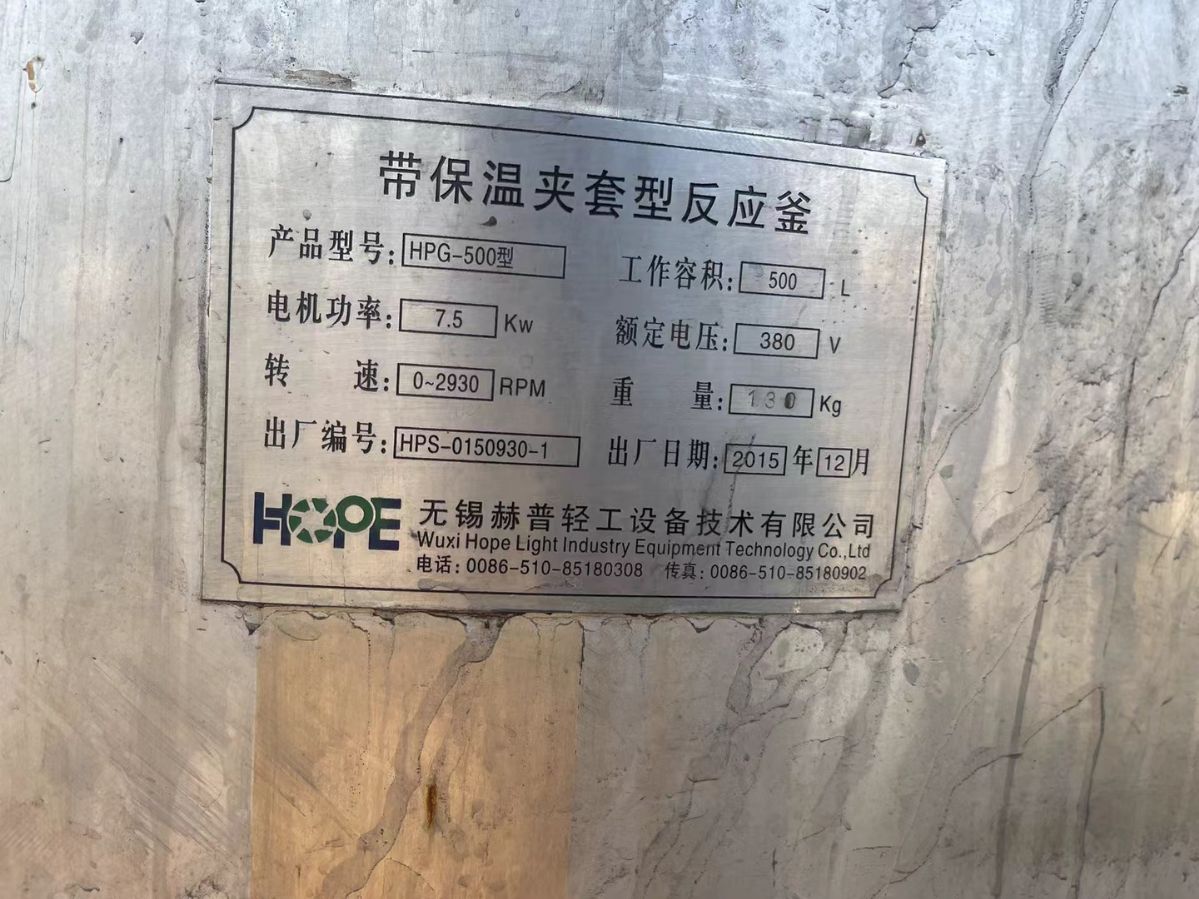 带保温夹套型反应釜
产品型号: HPG-500型 工作容积: 500 L
电机功率: 7.5 Kw 额定电压: 380 V
转 速: 0~2930 RPM 重 量: 130 Kg
出厂编号: HPS-0150930-1 出厂日期: 2015 年 12 月
HOPE 无锡赫普轻工设备技术有限公司
Wuxi Hope Light Industry Equipment Technology Co.,Ltd
电话: 0086-510-85180308 传真: 0086-510-85180902